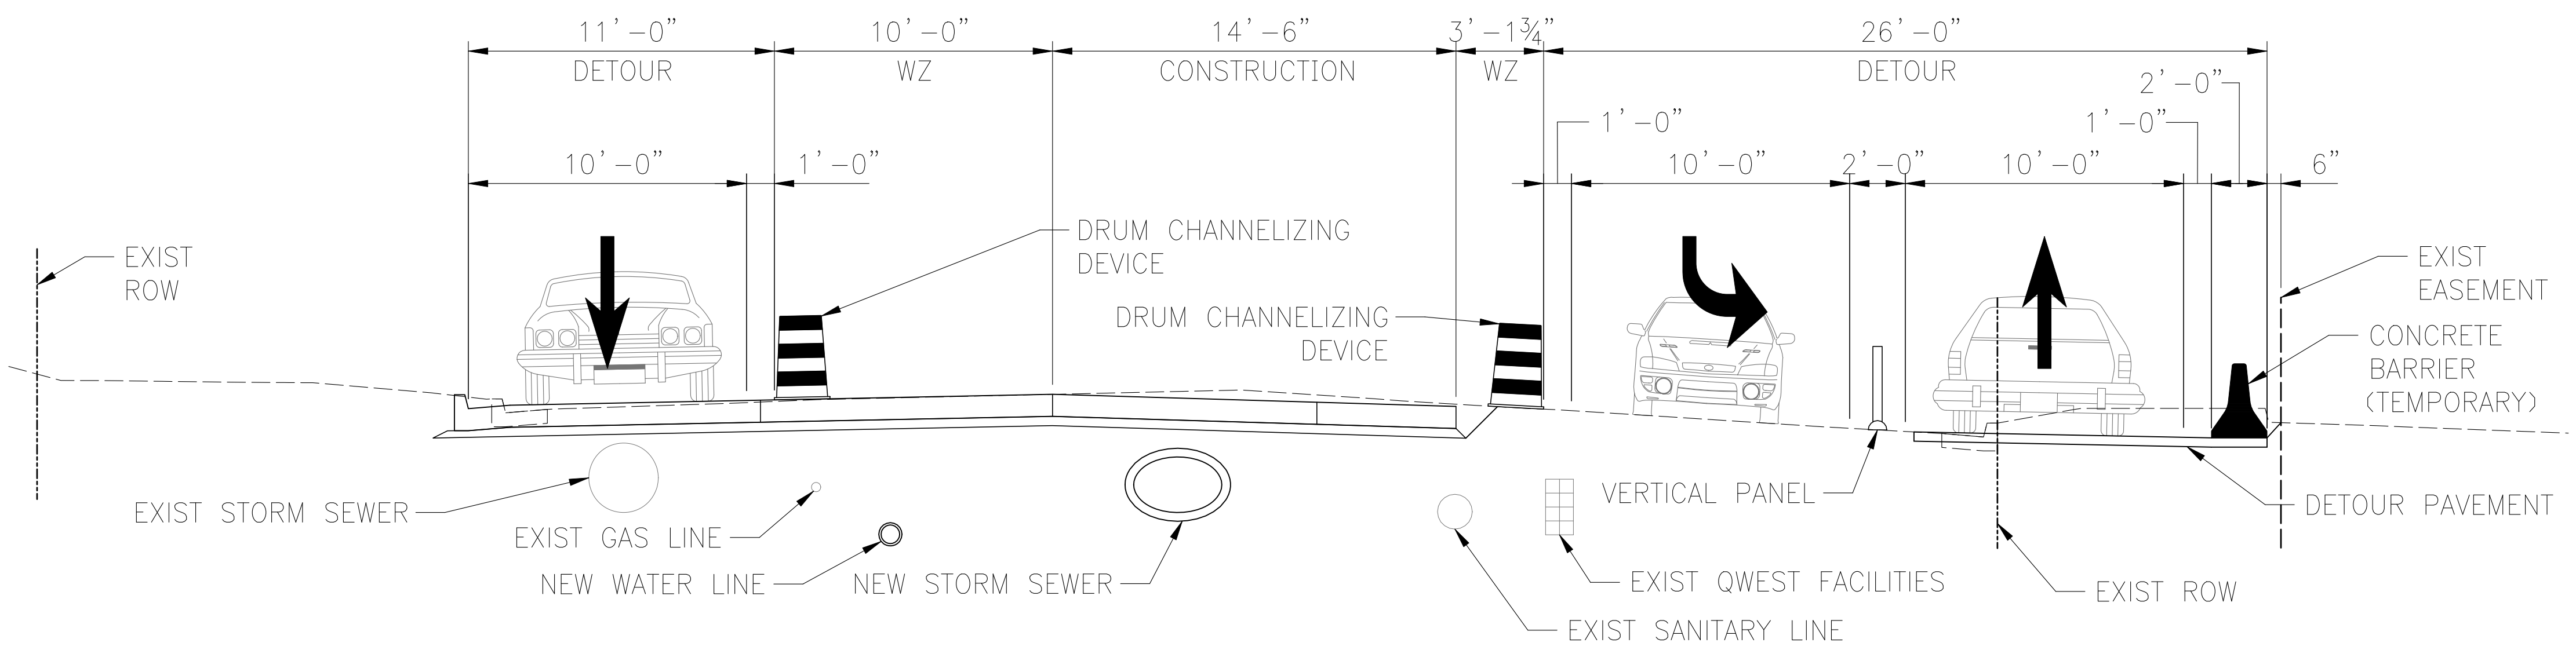 11'-0" 10'-0" 14'-6" 3'-1¾" 26'-0"
DETOUR WZ CONSTRUCTION WZ DETOUR
2'-0"
1'-0" 1'-0"
10'-0" 1'-0" 10'-0" 2'-0" 10'-0" 6"
DRUM CHANNELIZING
DEVICE
EXIST
ROW
EXIST
EASEMENT
DRUM CHANNELIZING
DEVICE
CONCRETE
BARRIER
(TEMPORARY)
EXIST STORM SEWER
EXIST GAS LINE
NEW WATER LINE
NEW STORM SEWER
VERTICAL PANEL
DETOUR PAVEMENT
EXIST QWEST FACILITIES
EXIST ROW
EXIST SANITARY LINE